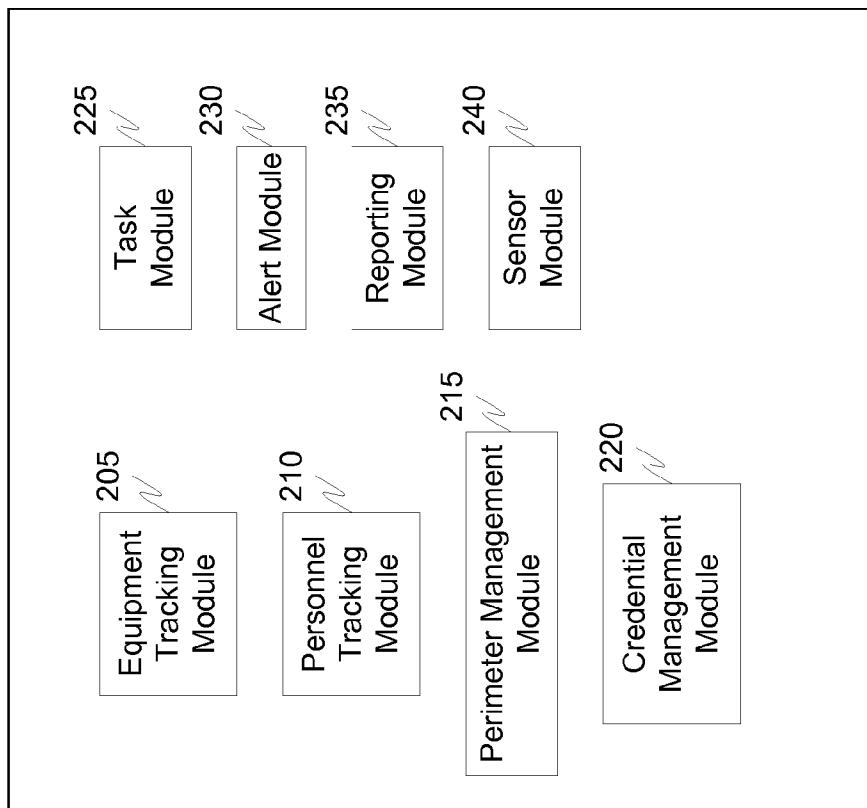 205
Equipment
Tracking
Module
210
Personnel
Tracking
Module
215
Perimeter Management
Module
220
Credential
Management
Module
225
Task
Module
230
Alert Module
235
Reporting
Module
240
Sensor
Module